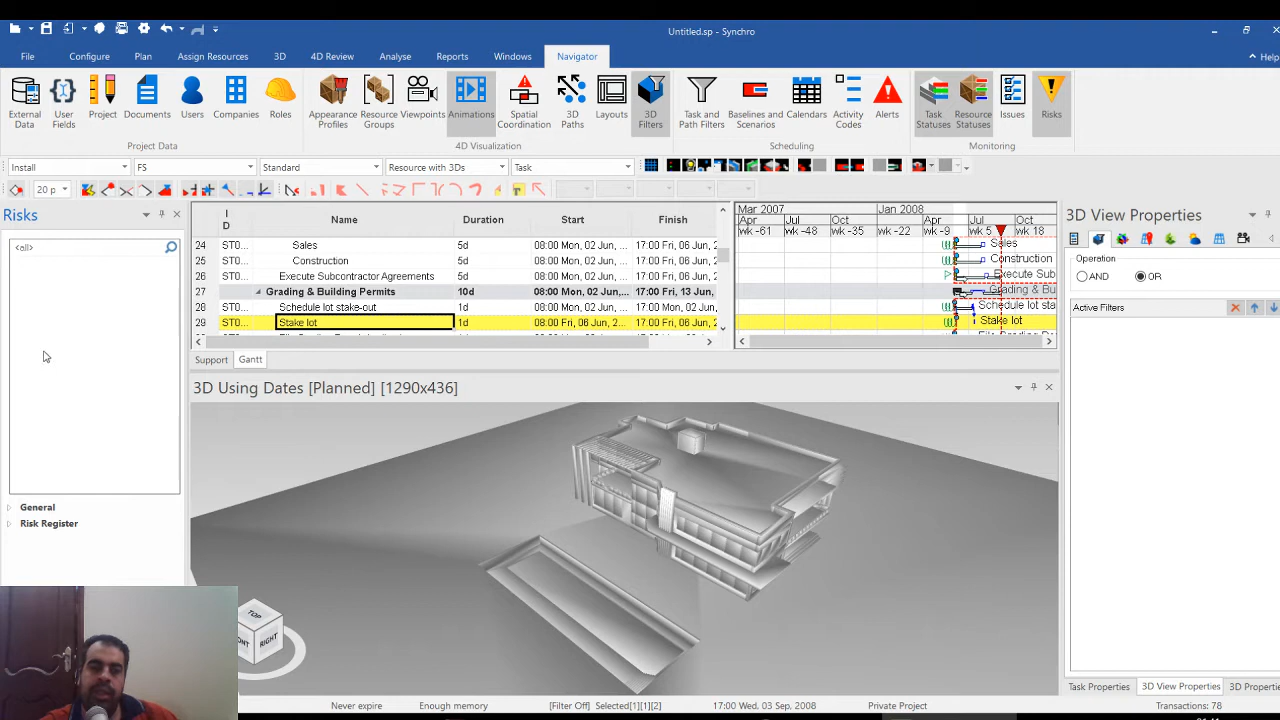 Untitled.sp - Synchro
File Configure Plan Assign Resources 3D 4D Review Analyse Reports Windows Navigator Help
External Data User Fields Project Documents Users Companies Roles Appearance Profiles Resource Groups Viewpoints Animations Spatial Coordination 3D Paths Layouts 3D Filters Task and Path Filters Baselines and Scenarios Calendars Activity Codes Alerts Task Statuses Resource Statuses Issues Risks
Project Data 4D Visualization Scheduling Monitoring
Install FS Standard Resource with 3Ds Task
20 p
Risks
<all>
General
Risk Register
ID Name Duration Start Finish
24 ST0... Sales 5d 08:00 Mon, 02 Jun, ... 17:00 Fri, 06 Jun, ...
25 ST0... Construction 5d 08:00 Mon, 02 Jun, ... 17:00 Fri, 06 Jun, ...
26 ST0... Execute Subcontractor Agreements 5d 08:00 Mon, 02 Jun, ... 17:00 Fri, 06 Jun, ...
27 Grading & Building Permits 10d 08:00 Mon, 02 Jun,... 17:00 Fri, 13 Jun,...
28 ST0... Schedule lot stake-out 1d 08:00 Mon, 02 Jun, ... 17:00 Mon, 02 Jun, ...
29 ST0... Stake lot 1d 08:00 Fri, 06 Jun, 2... 17:00 Fri, 06 Jun, 2
Mar 2007 Jan 2008
Apr Jul Oct Apr Jul Oct
wk -61 wk -48 wk -35 wk -22 wk -9 wk 5 wk 18
Sales
Construction
Execute Sub
Grading & Bu
Schedule lot sta
Stake lot
Support Gantt
3D Using Dates [Planned] [1290x436]
TOP
RIGHT
3D View Properties
Operation
AND OR
Active Filters
Task Properties 3D View Properties 3D Propertie
Never expire Enough memory [Filter Off] Selected[1][1][2] 17:00 Wed, 03 Sep, 2008 Private Project Transactions: 78